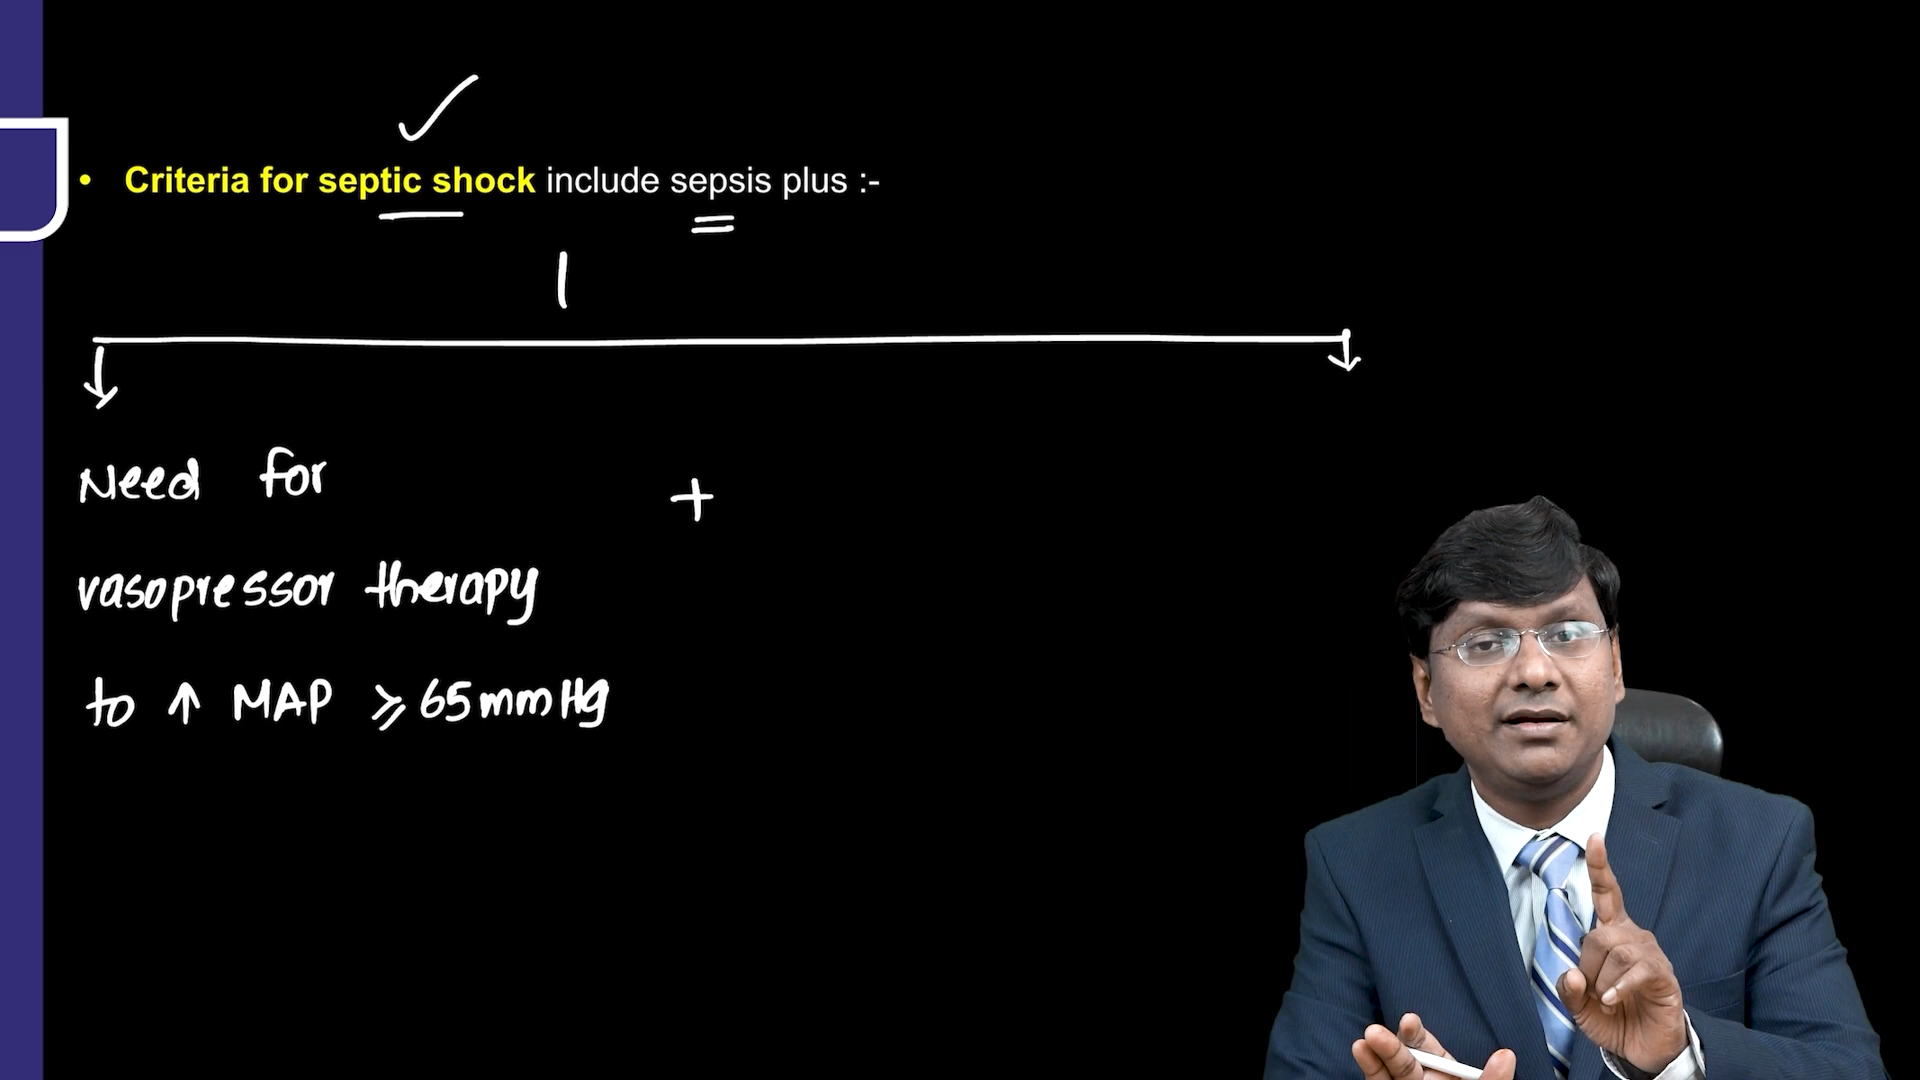 • Criteria for septic shock include sepsis plus :-
Need for
+
vasopressor therapy
to ↑ MAP ⩾ 65 mmHg